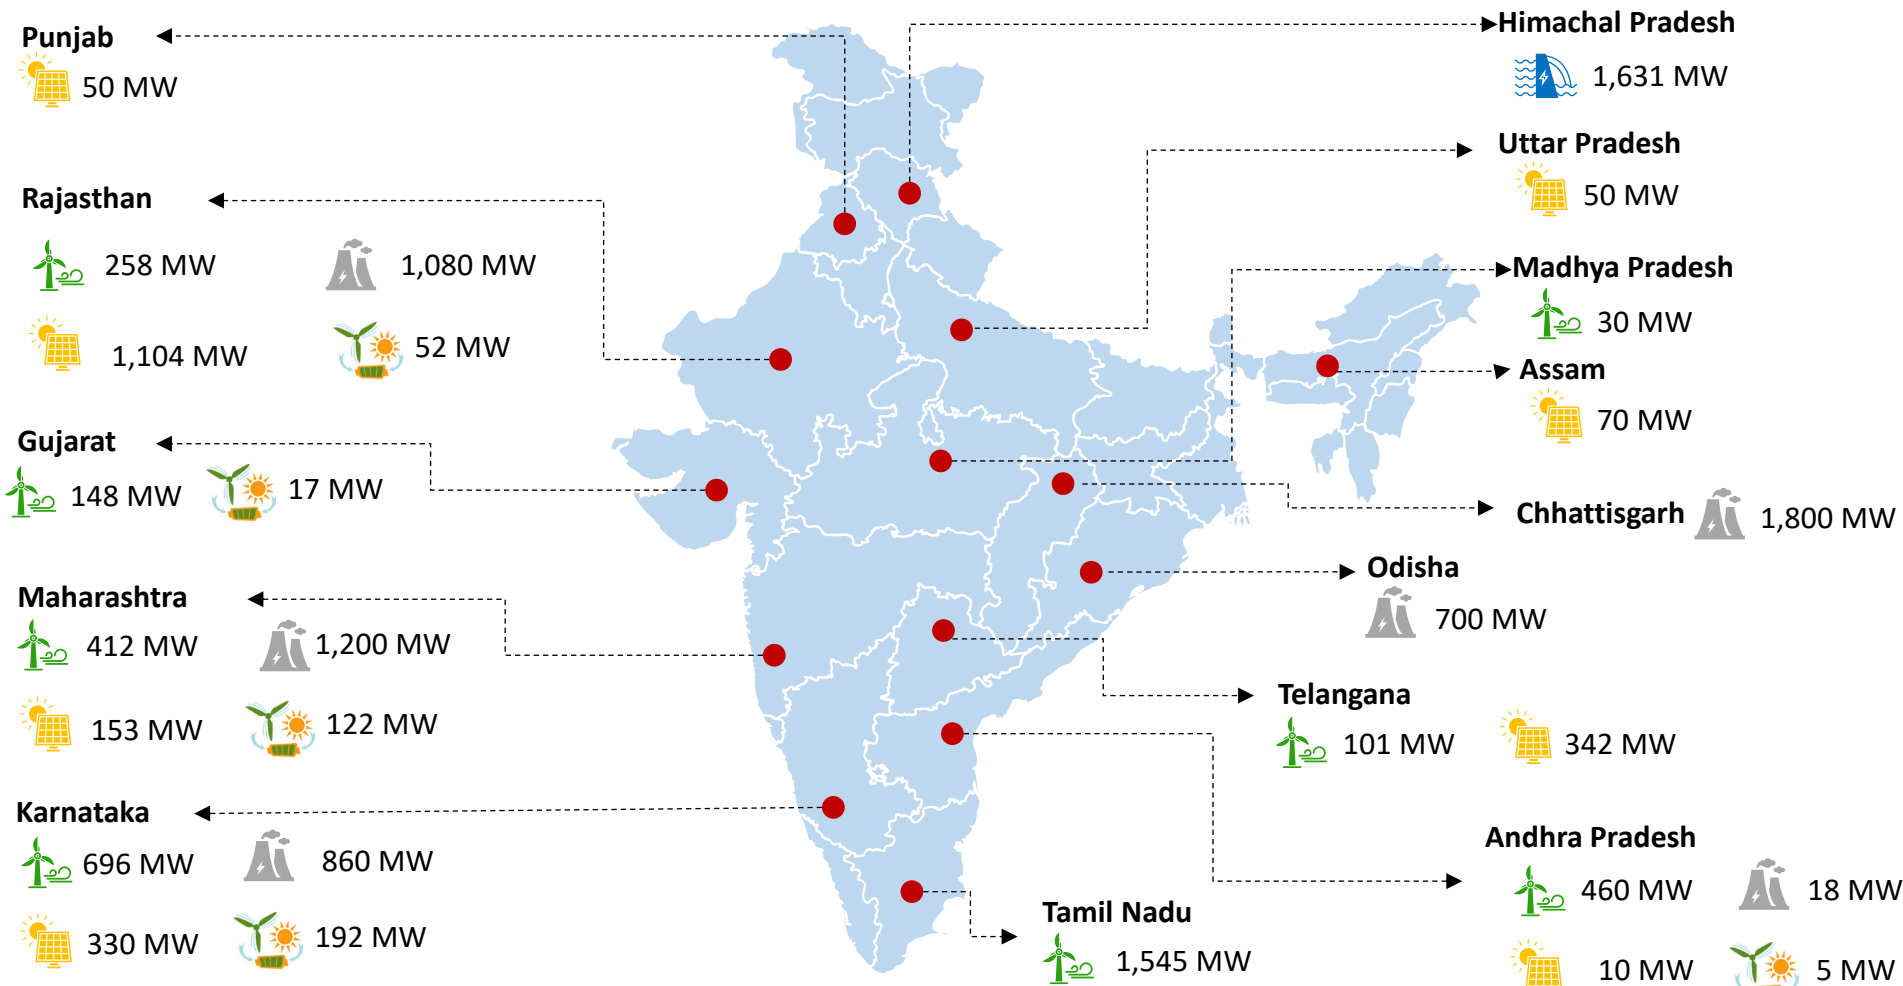 Punjab
50 MW
Rajasthan
258 MW
1,080 MW
1,104 MW
52 MW
Gujarat
148 MW
17 MW
Maharashtra
412 MW
1,200 MW
153 MW
122 MW
Karnataka
696 MW
860 MW
330 MW
192 MW
Himachal Pradesh
1,631 MW
Uttar Pradesh
50 MW
Madhya Pradesh
30 MW
Assam
70 MW
Chhattisgarh
1,800 MW
Odisha
700 MW
Telangana
101 MW
342 MW
Andhra Pradesh
460 MW
18 MW
10 MW
5 MW
Tamil Nadu
1,545 MW